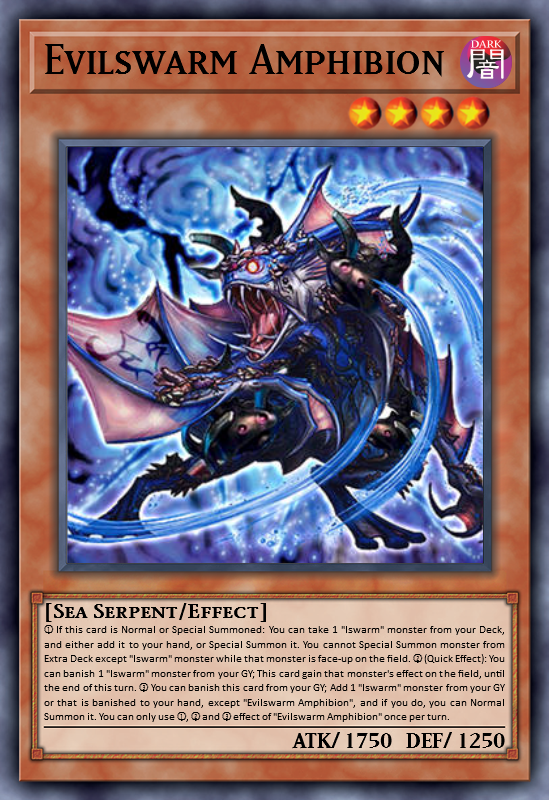 Evilswarm Amphibion
DARK
闇
[Sea Serpent/Effect]
① If this card is Normal or Special Summoned: You can take 1 "lswarm" monster from your Deck,
and either add it to your hand, or Special Summon it. You cannot Special Summon monster from
Extra Deck except "lswarm" monster while that monster is face-up on the field. ② (Quick Effect): You
can banish 1 "lswarm" monster from your GY; This card gain that monster's effect on the field, until
the end of this turn. ③ You can banish this card from your GY; Add 1 "lswarm" monster from your GY
or that is banished to your hand, except "Evilswarm Amphibion", and if you do, you can Normal
Summon it. You can only use ①, ② and ③ effect of "Evilswarm Amphibion" once per turn.
ATK/ 1750 DEF/ 1250